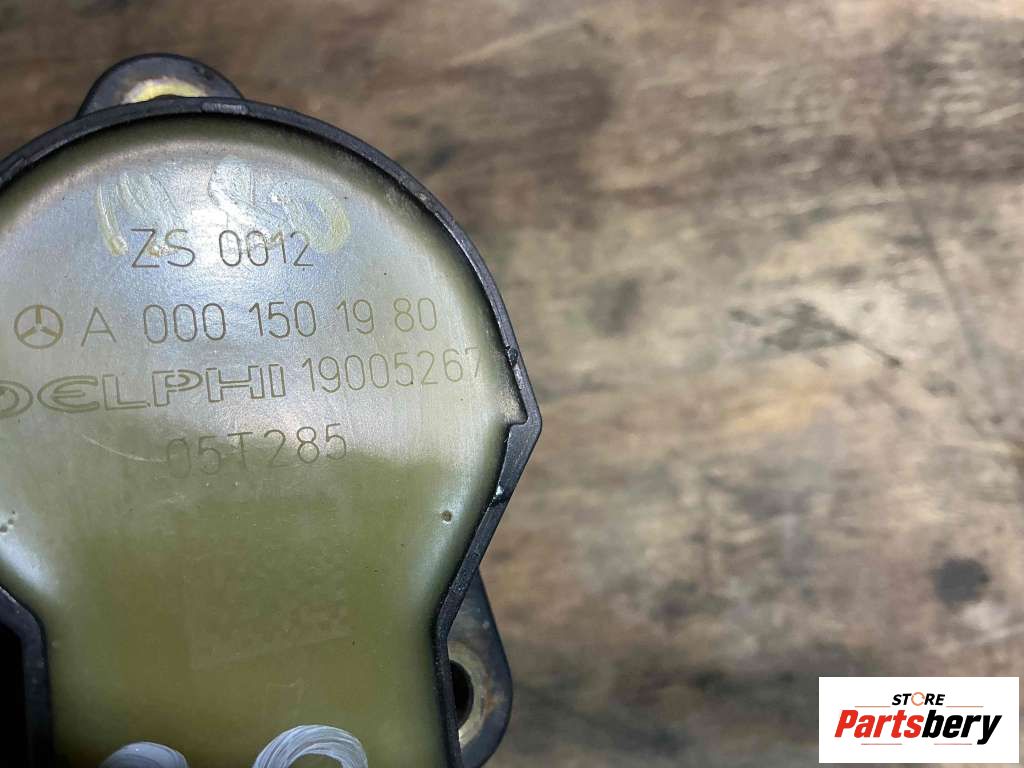 ZS 0012
A 000 150 19 80
DELPHI 19005267
05T285
STORE
Partsbery